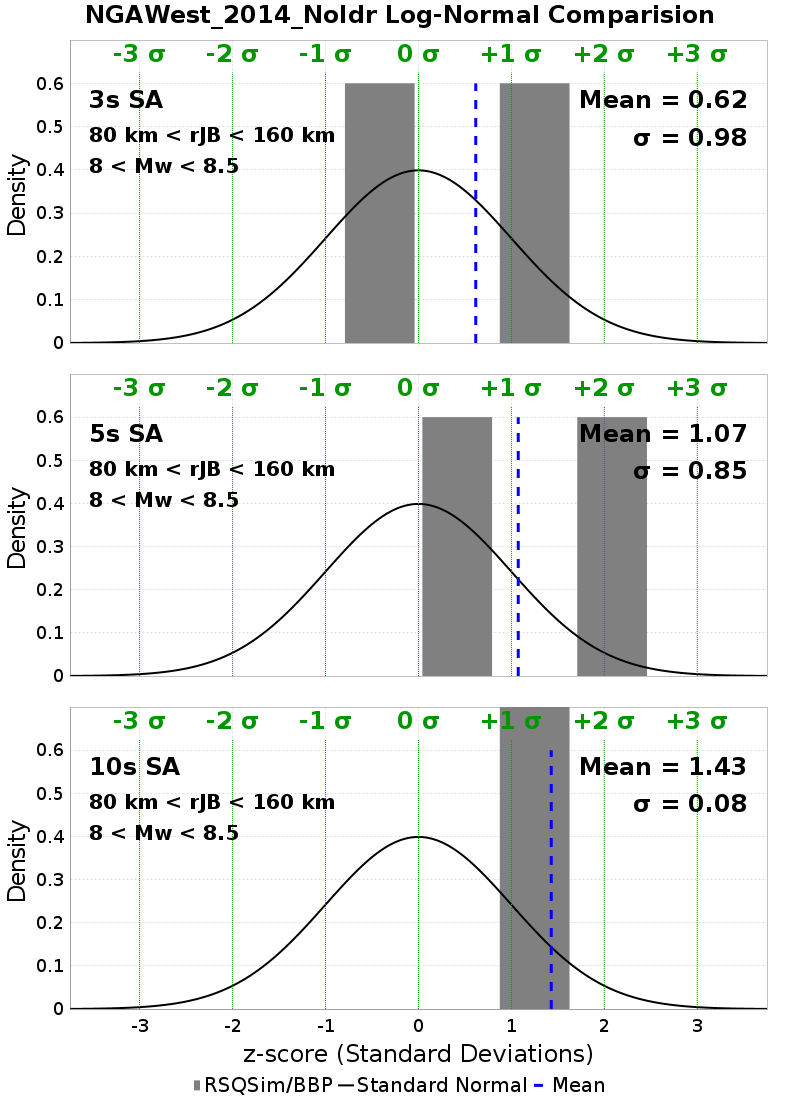 NGAWest_2014_NoIdr Log-Normal Comparision
-3 σ -2 σ -1 σ 0 σ +1 σ +2 σ +3 σ
3s SA
Mean = 0.62
80 km < rJB < 160 km
σ = 0.98
8 < Mw < 8.5
Density
0.6
0.5
0.4
0.3
0.2
0.1
0
-3 σ -2 σ -1 σ 0 σ +1 σ +2 σ +3 σ
5s SA
Mean = 1.07
80 km < rJB < 160 km
σ = 0.85
8 < Mw < 8.5
Density
0.6
0.5
0.4
0.3
0.2
0.1
0
-3 σ -2 σ -1 σ 0 σ +1 σ +2 σ +3 σ
10s SA
Mean = 1.43
80 km < rJB < 160 km
σ = 0.08
8 < Mw < 8.5
Density
0.6
0.5
0.4
0.3
0.2
0.1
0
-3 -2 -1 0 1 2 3
z-score (Standard Deviations)
RSQSim/BBP Standard Normal Mean